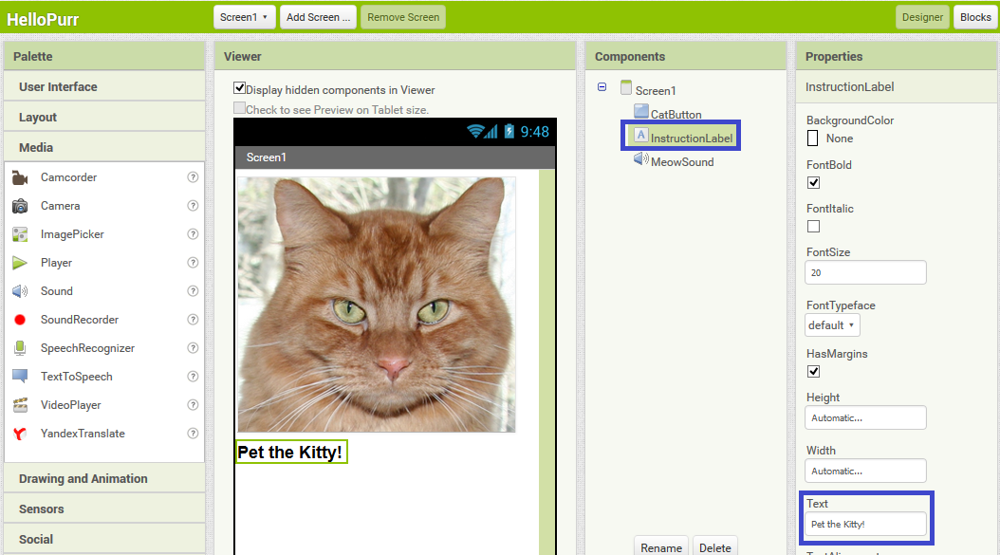 HelloPurr
Screen1
Add Screen ...
Remove Screen
Designer
Blocks
Palette
User Interface
Layout
Media
Camcorder
Camera
ImagePicker
Player
Sound
SoundRecorder
SpeechRecognizer
TextToSpeech
VideoPlayer
YandexTranslate
Drawing and Animation
Sensors
Social
Viewer
Display hidden components in Viewer
Check to see Preview on Tablet size.
9:48
Screen1
Pet the Kitty!
Components
Screen1
CatButton
A InstructionLabel
MeowSound
Rename
Delete
Properties
InstructionLabel
BackgroundColor
None
FontBold
FontItalic
FontSize
20
FontTypeface
default
HasMargins
Height
Automatic...
Width
Automatic...
Text
Pet the Kitty!